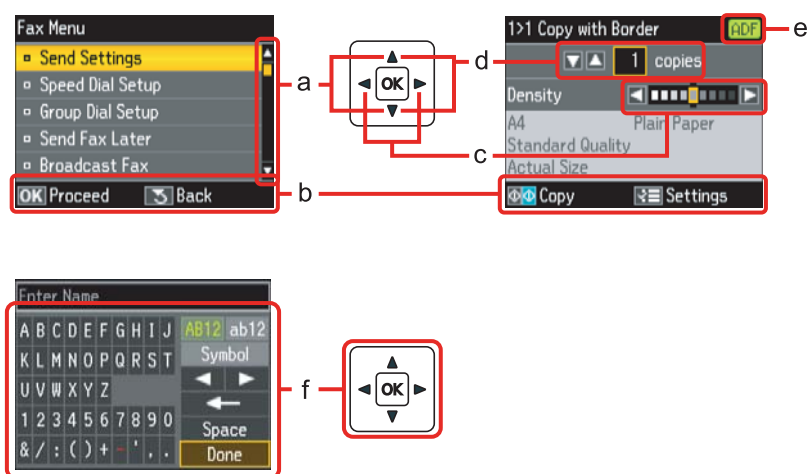 Fax Menu
Send Settings
Speed Dial Setup
Group Dial Setup
Send Fax Later
Broadcast Fax
OK Proceed Back
a
b
OK
d
c
1>1 Copy with Border ADF
1 copies
Density
A4 Plain Paper
Standard Quality
Actual Size
Copy Settings
e
Enter Name
A B C D E F G H I J AB12 ab12
K L M N O P Q R S T Symbol
U V W X Y Z
1 2 3 4 5 6 7 8 9 0 Space
& / : ( ) + - ' , . Done
f
OK